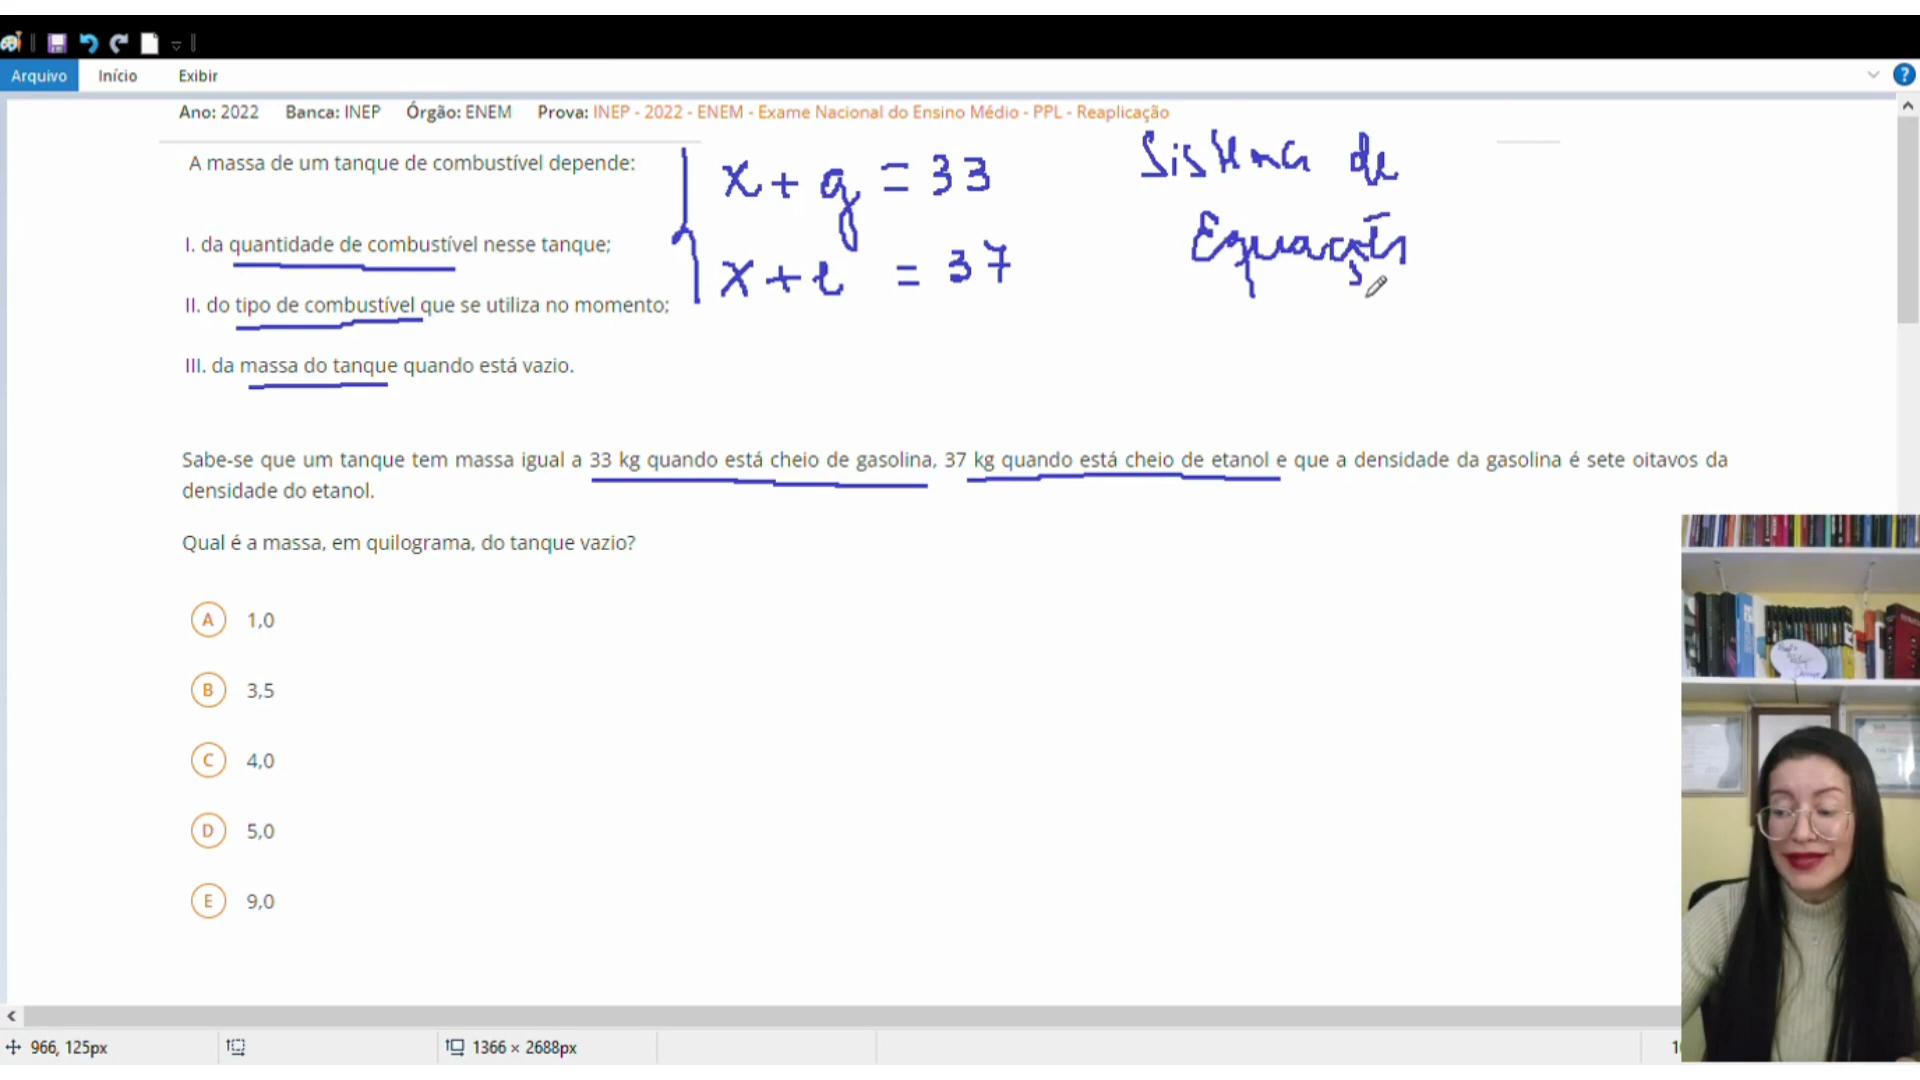 Arquivo Início Exibir
Ano: 2022 Banca: INEP Órgão: ENEM Prova: INEP - 2022 - ENEM - Exame Nacional do Ensino Médio - PPL - Reaplicação
A massa de um tanque de combustível depende:
I. da quantidade de combustível nesse tanque;
II. do tipo de combustível que se utiliza no momento;
III. da massa do tanque quando está vazio.
x + g = 33
x + e = 37
Sistema de
Equações
Sabe-se que um tanque tem massa igual a 33 kg quando está cheio de gasolina, 37 kg quando está cheio de etanol e que a densidade da gasolina é sete oitavos da
densidade do etanol.
Qual é a massa, em quilograma, do tanque vazio?
A 1,0
B 3,5
C 4,0
D 5,0
E 9,0
966, 125px
1366 × 2688px